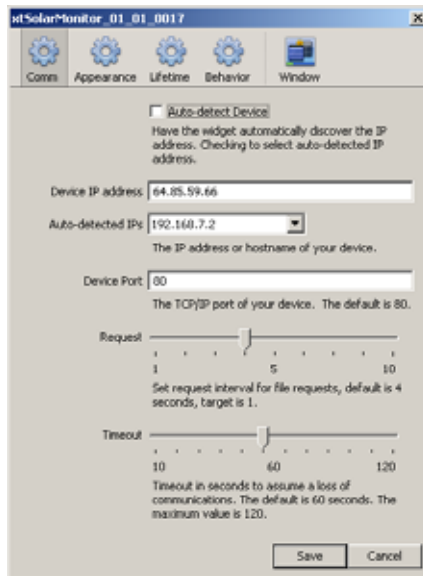 xtSolarMonitor_01_01_0017
Comm Appearance Lifetime Behavior Window
Auto-detect Device
Have the widget automatically discover the IP
address. Checking to select auto-detected IP
address.
Device IP address 64.85.59.66
Auto-detected IPs 192.168.7.2
The IP address or hostname of your device.
Device Port 80
The TCP/IP port of your device. The default is 80.
Request
1 5 10
Set request interval for file requests, default is 4
seconds, target is 1.
Timeout
10 60 120
Timeout in seconds to assume a loss of
communications. The default is 60 seconds. The
maximum value is 120.
Save Cancel